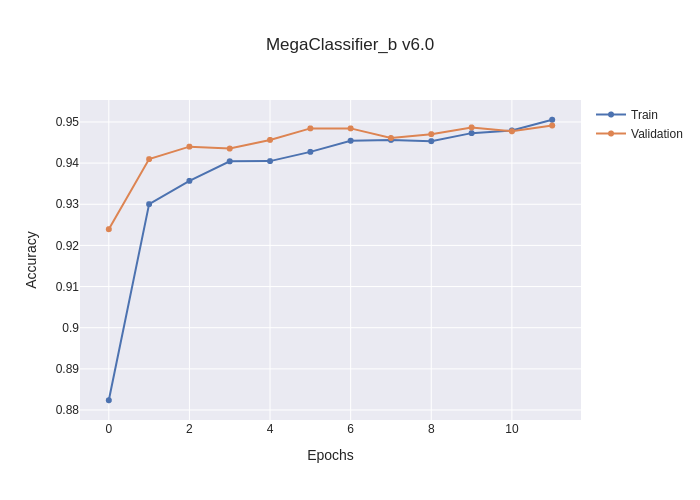 MegaClassifier_b v6.0
Train
Validation
0.95
0.94
0.93
0.92
0.91
0.9
0.89
0.88
Accuracy
0 2 4 6 8 10
Epochs